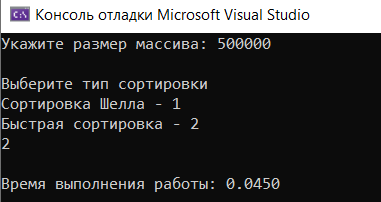 Консоль отладки Microsoft Visual Studio
Укажите размер массива: 500000
Выберите тип сортировки
Сортировка Шелла - 1
Быстрая сортировка - 2
2
Время выполнения работы: 0.0450